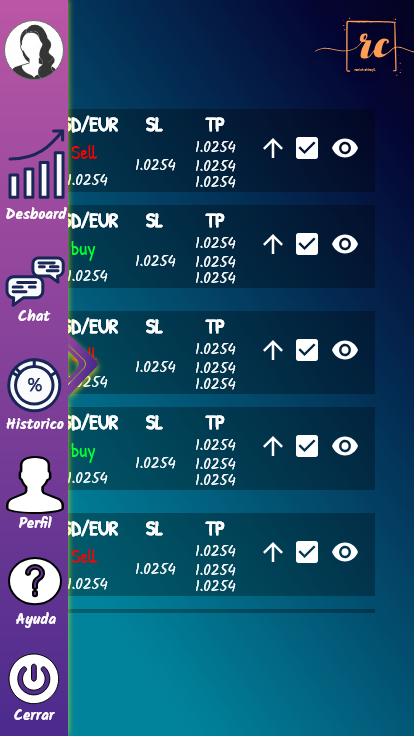 rc
SD/EUR SL TP
Sell 1.0254 1.0254
1.0254 1.0254
1.0254
Desboard
SD/EUR SL TP
buy 1.0254 1.0254
1.0254 1.0254
1.0254
Chat
SD/EUR SL TP
1.0254 1.0254
1.0254
.0254 1.0254
%
Historico
SD/EUR SL TP
buy 1.0254 1.0254
1.0254 1.0254
1.0254
Perfil
SD/EUR SL TP
Sell 1.0254 1.0254
1.0254 1.0254
1.0254
Ayuda
Cerrar